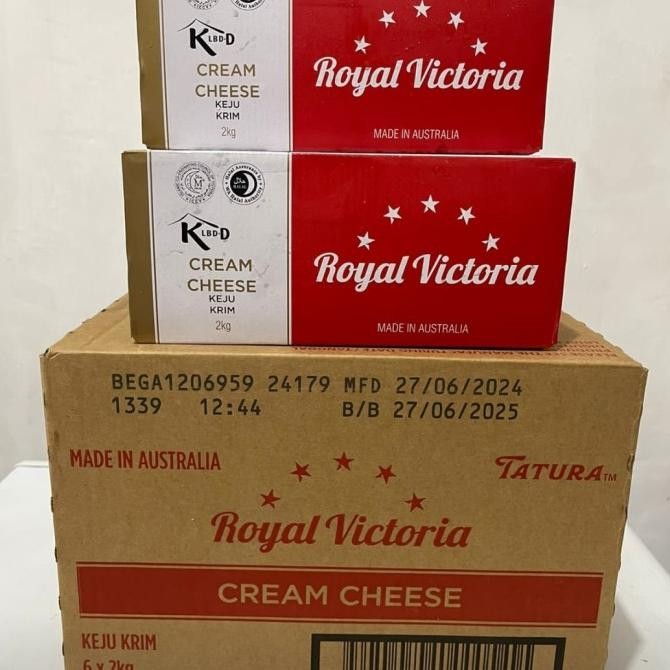 KLBD-D
CREAM
CHEESE
KEJU
KRIM
2kg
Royal Victoria
MADE IN AUSTRALIA
HALAL
KLBD-D
CREAM
CHEESE
KEJU
KRIM
2kg
Royal Victoria
MADE IN AUSTRALIA
BEGA1206959 24179 MFD 27/06/2024
1339 12:44 B/B 27/06/2025
MADE IN AUSTRALIA
TATURA™
Royal Victoria
CREAM CHEESE
KEJU KRIM
6 x 2kg